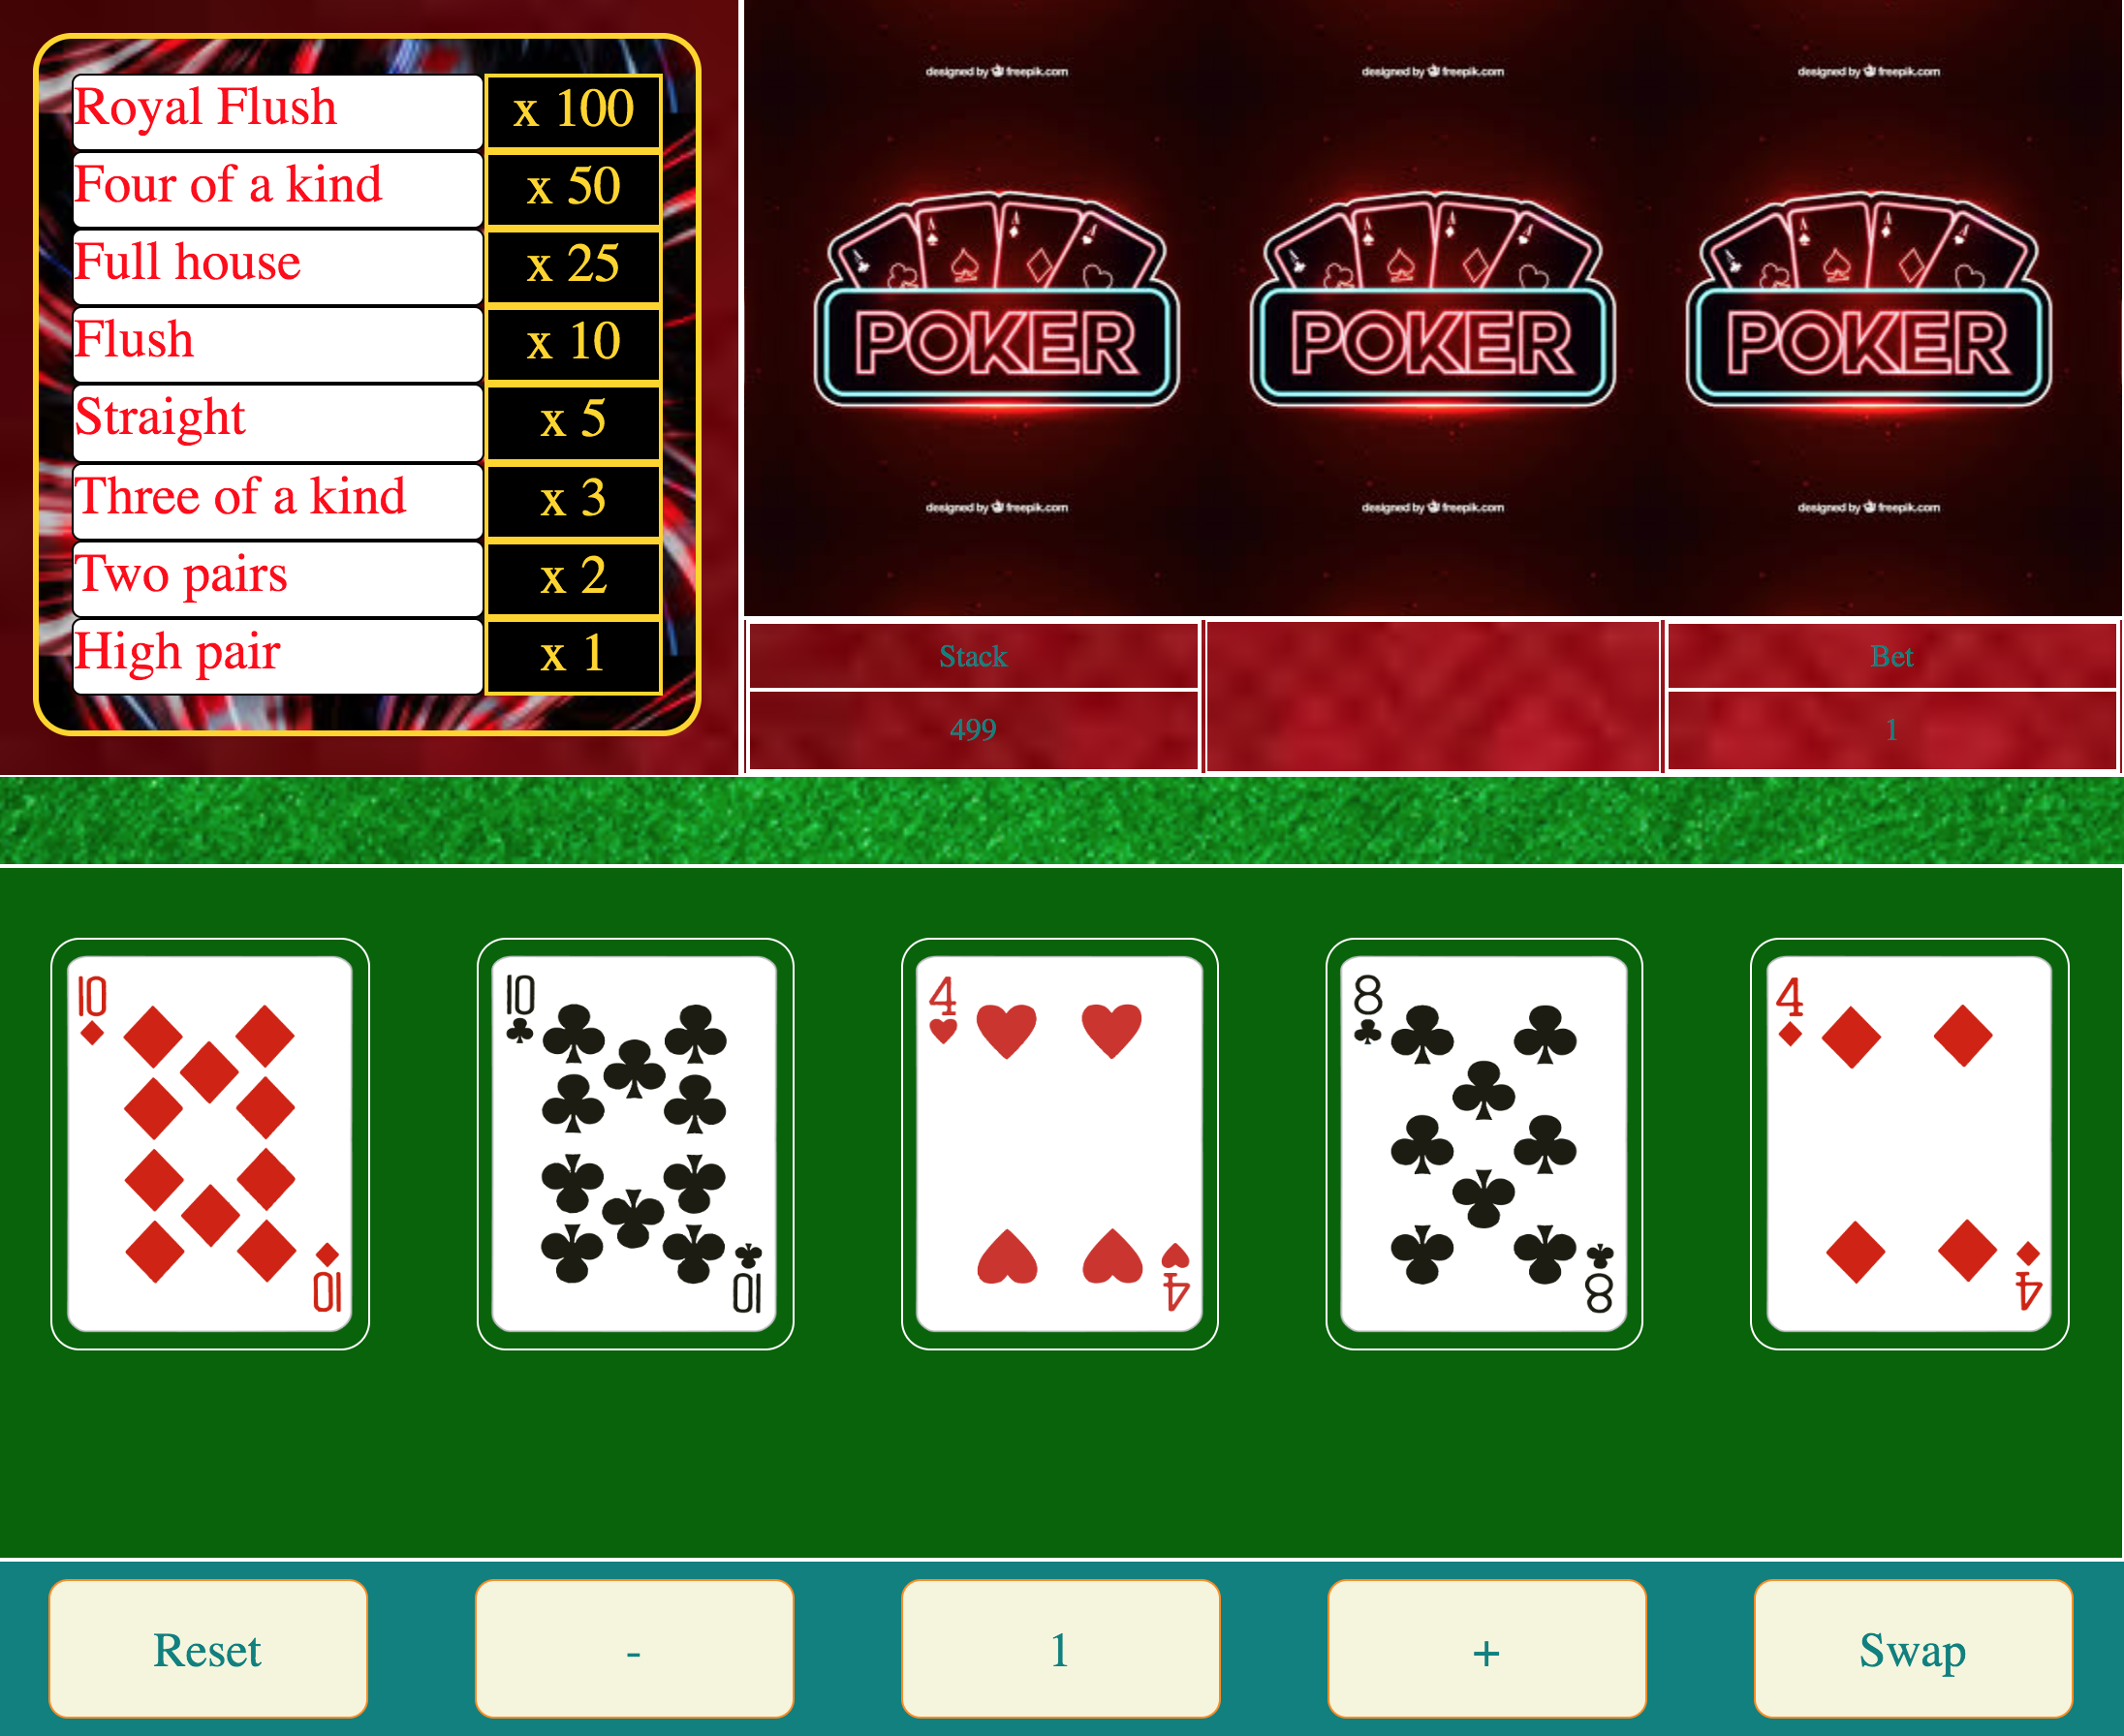 Royal Flush x 100
Four of a kind x 50
Full house x 25
Flush x 10
Straight x 5
Three of a kind x 3
Two pairs x 2
High pair x 1
designed by freepik.com designed by freepik.com designed by freepik.com
A A A A A A
POKER POKER POKER
designed by freepik.com designed by freepik.com designed by freepik.com
Stack Bet
499 1
10 10 4 8 4
10 10 4 8 4
Reset - 1 + Swap